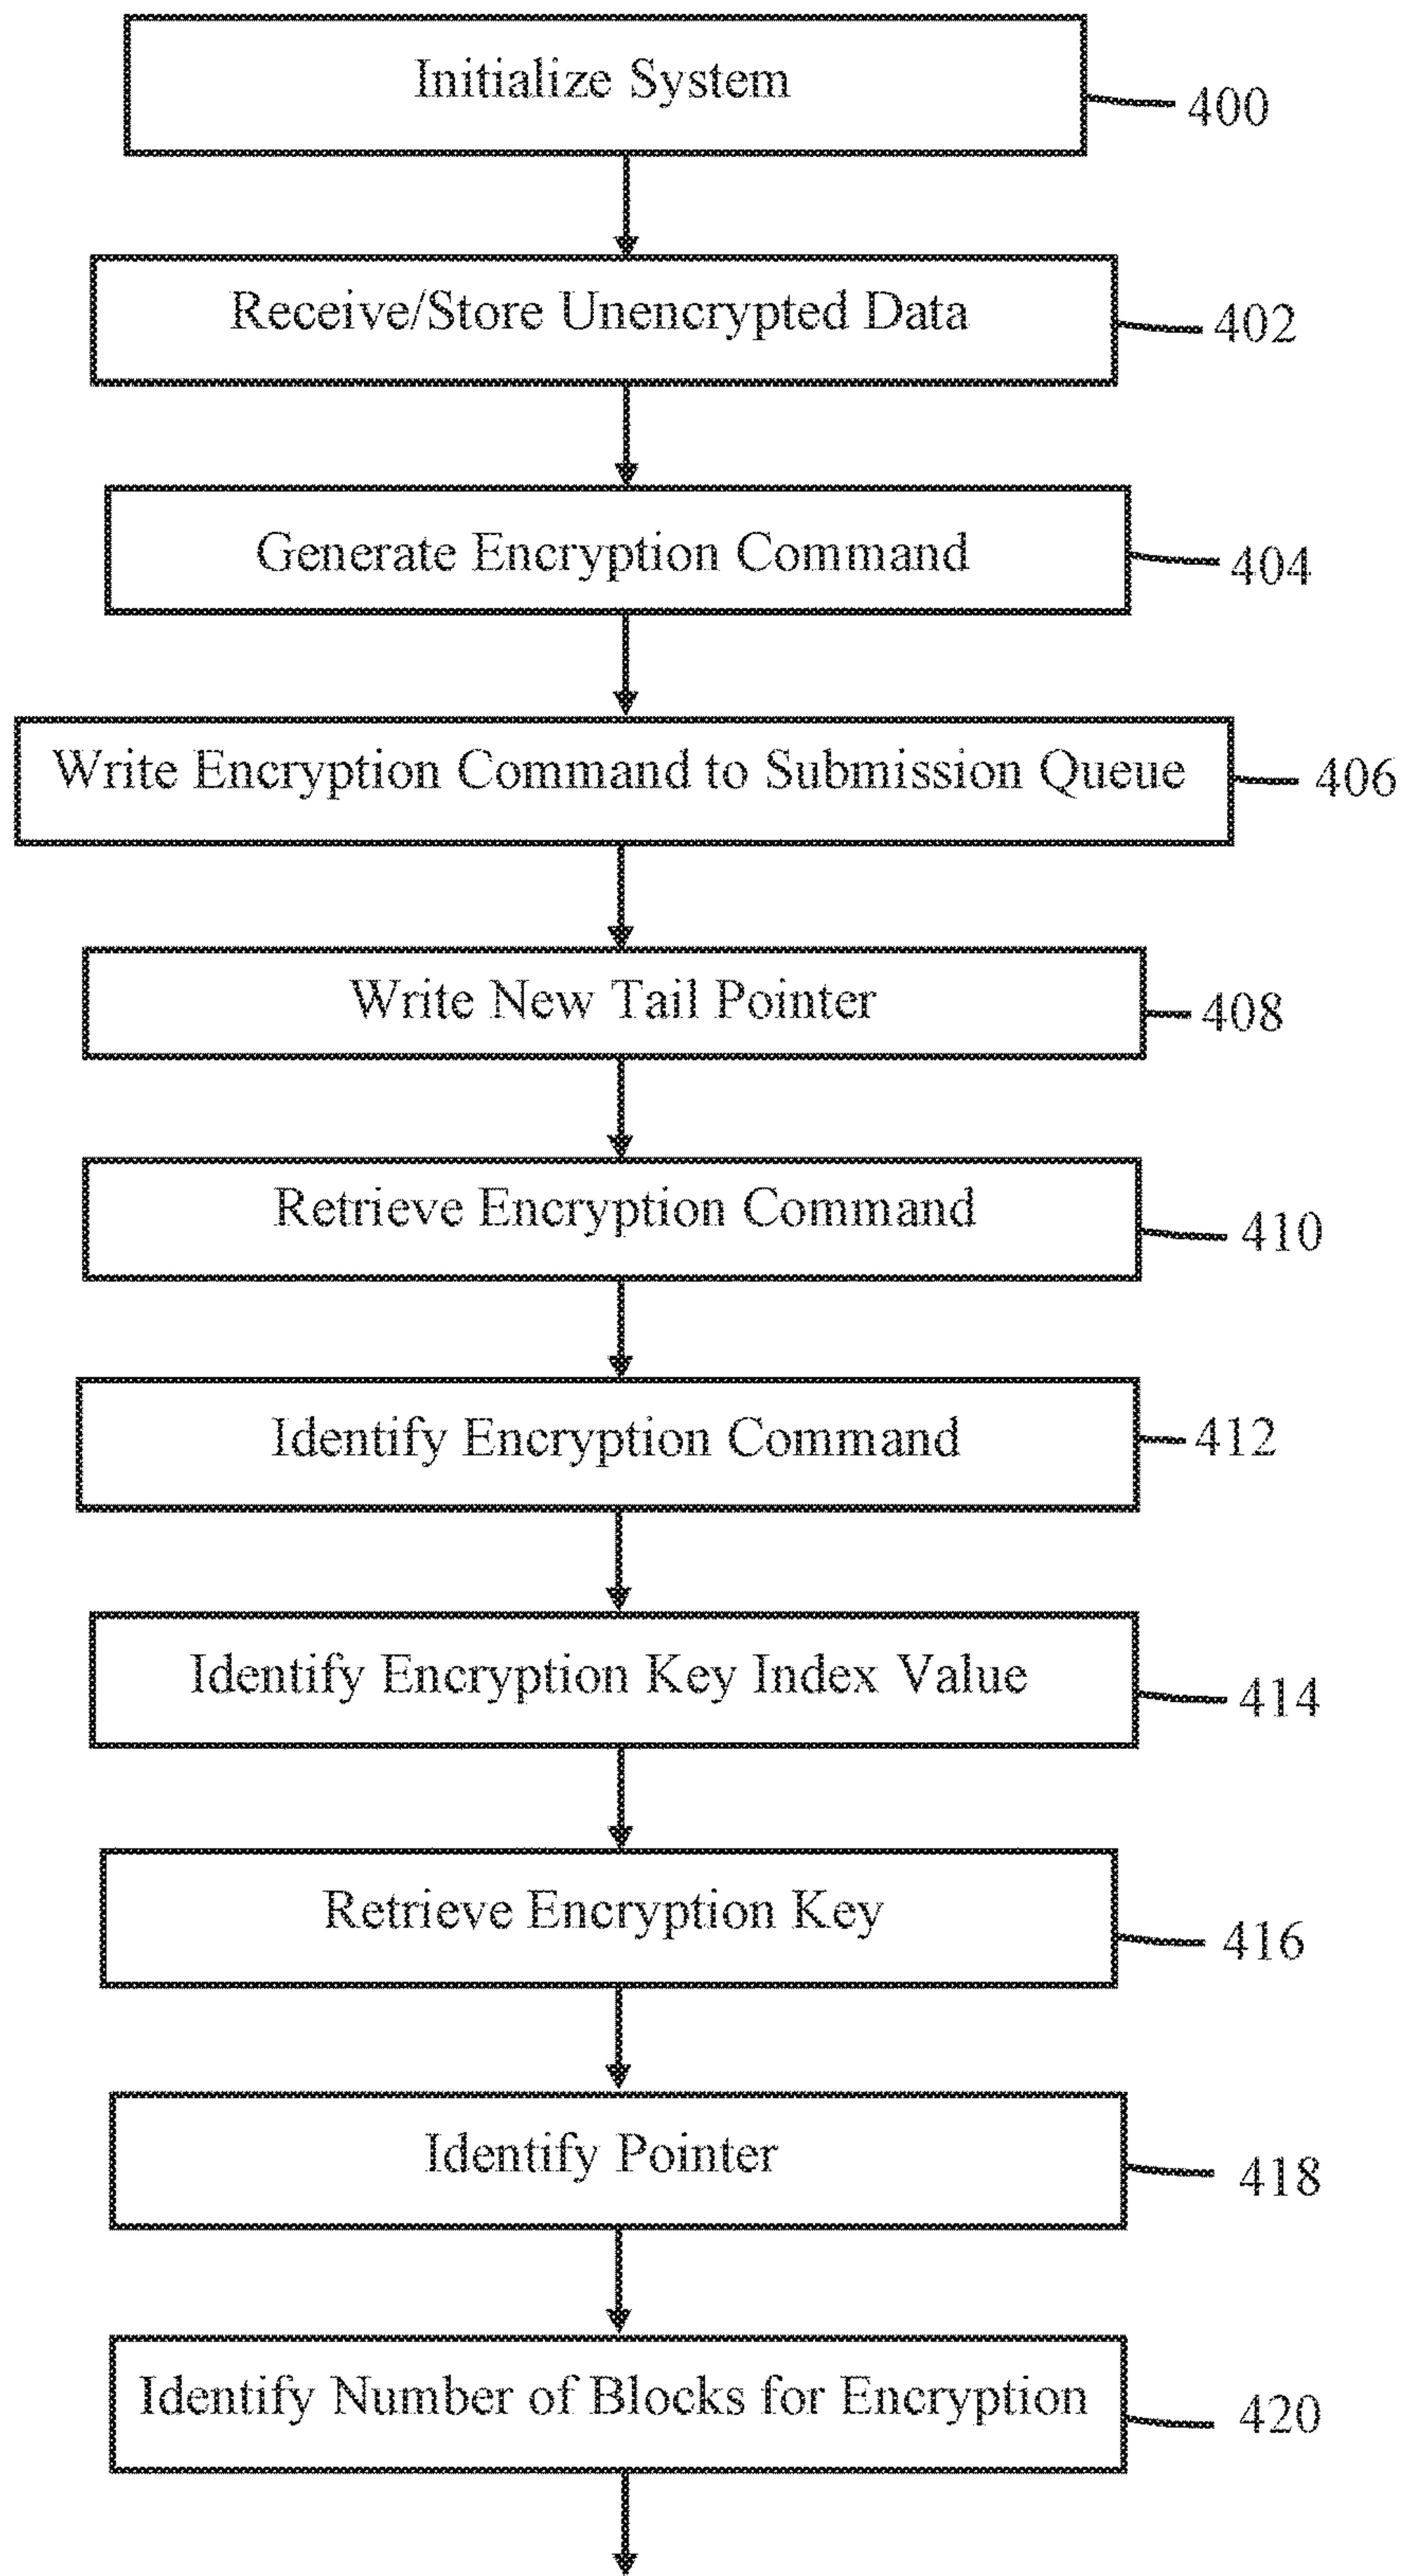 Initialize System
400
Receive/Store Unencrypted Data
402
Generate Encryption Command
404
Write Encryption Command to Submission Queue
406
Write New Tail Pointer
408
Retrieve Encryption Command
410
Identify Encryption Command
412
Identify Encryption Key Index Value
414
Retrieve Encryption Key
416
Identify Pointer
418
Identify Number of Blocks for Encryption
420